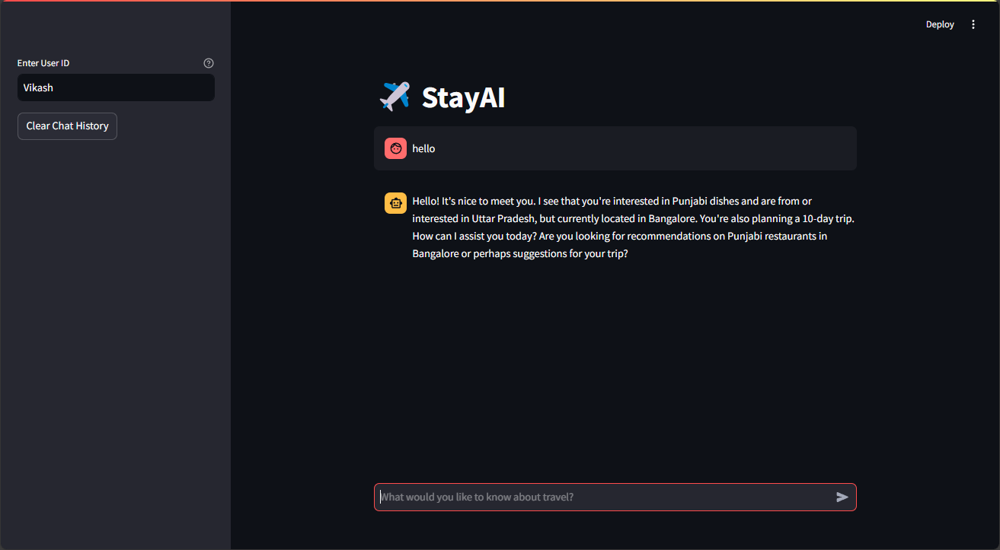 Deploy
Enter User ID
Vikash
Clear Chat History
StayAI
hello
Hello! It's nice to meet you. I see that you're interested in Punjabi dishes and are from or
interested in Uttar Pradesh, but currently located in Bangalore. You're also planning a 10-day trip.
How can I assist you today? Are you looking for recommendations on Punjabi restaurants in
Bangalore or perhaps suggestions for your trip?
What would you like to know about travel?